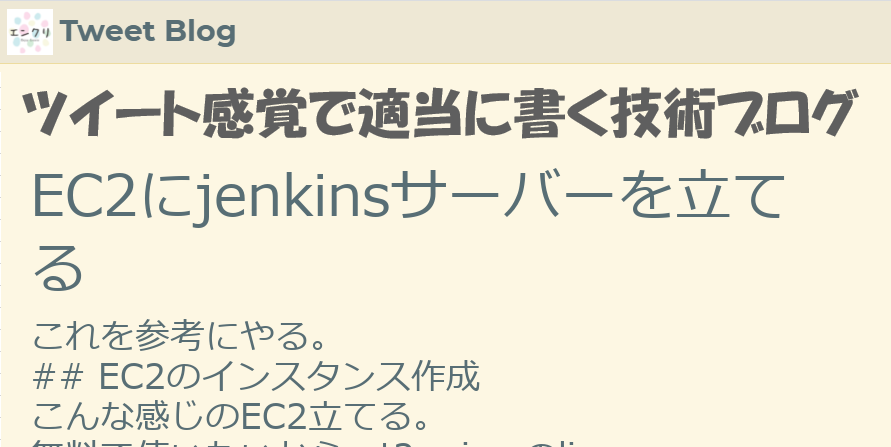 エンクリ
Tweet Blog
ツイート感覚で適当に書く技術ブログ
EC2にjenkinsサーバーを立て
る
これを参考にやる。
## EC2のインスタンス作成
こんな感じのEC2立てる。